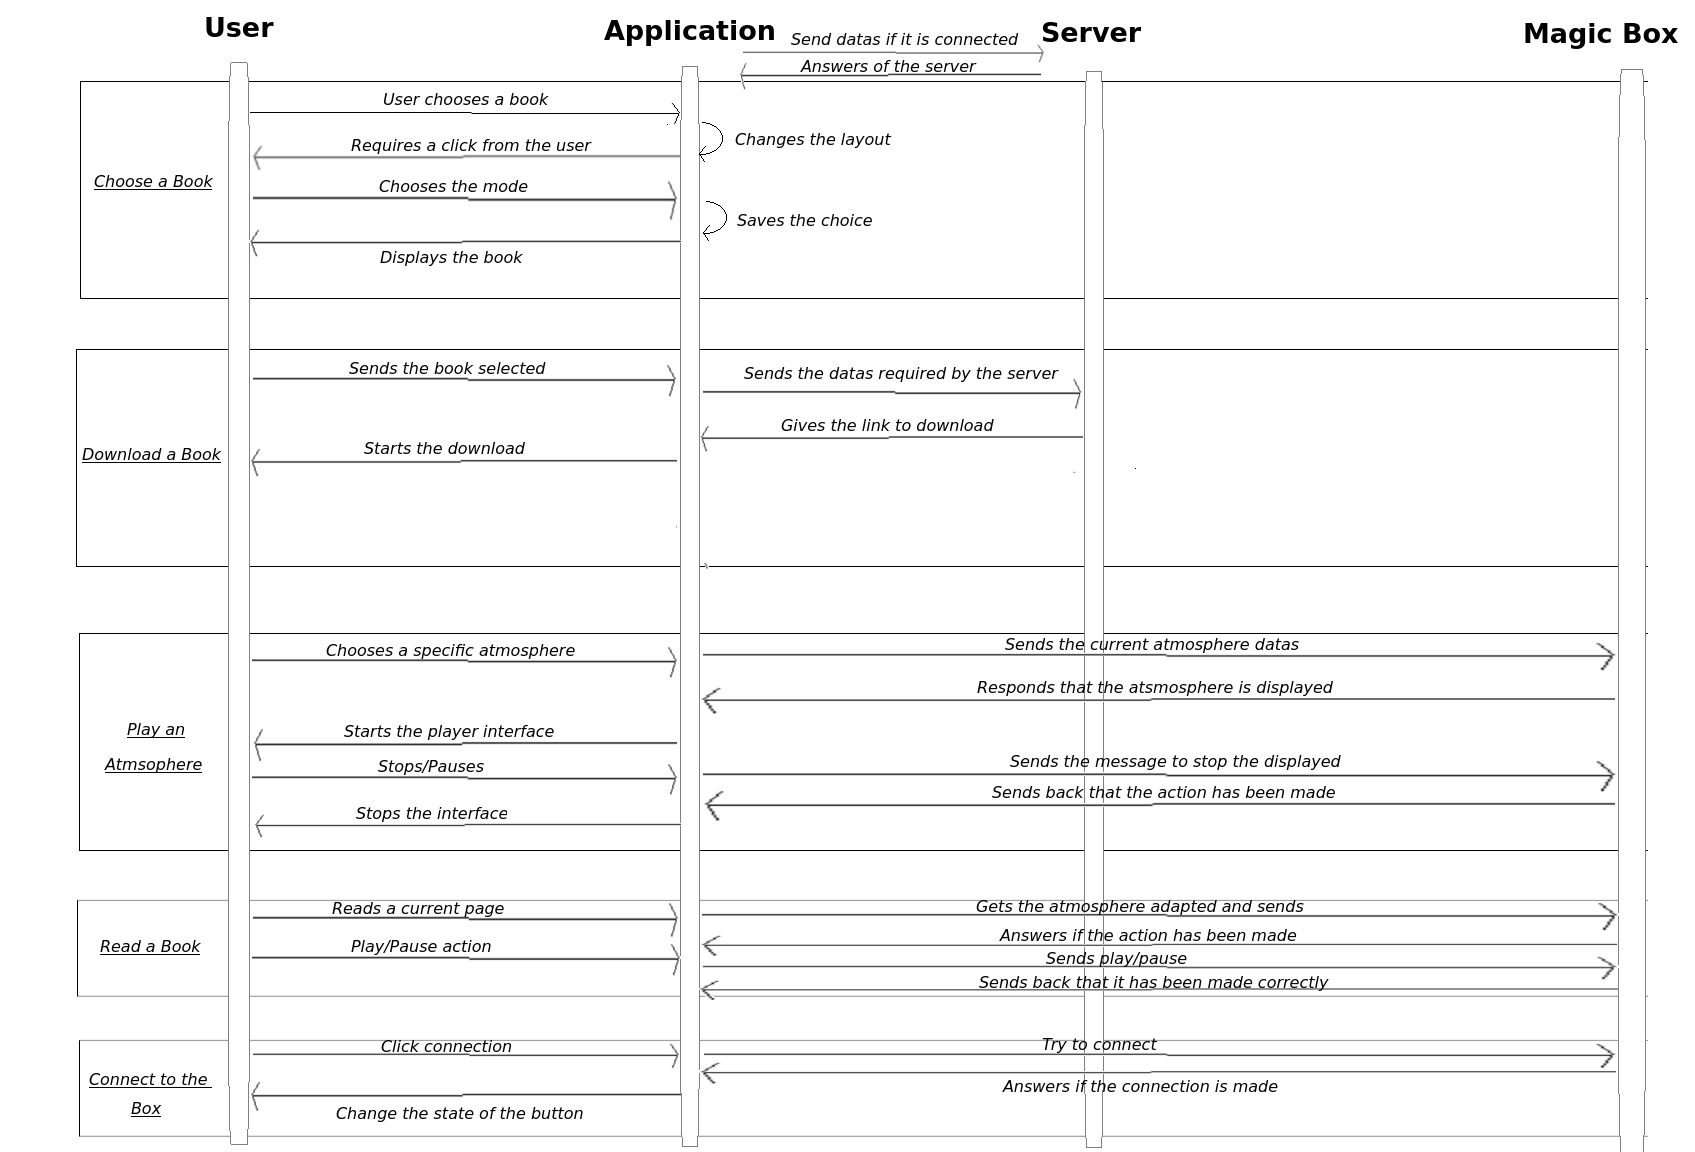 User
Application
Server
Magic Box
Send datas if it is connected
Answers of the server
Choose a Book
User chooses a book
Changes the layout
Requires a click from the user
Chooses the mode
Saves the choice
Displays the book
Download a Book
Sends the book selected
Sends the datas required by the server
Gives the link to download
Starts the download
Play an
Atmsophere
Chooses a specific atmosphere
Sends the current atmosphere datas
Responds that the atsmosphere is displayed
Starts the player interface
Stops/Pauses
Sends the message to stop the displayed
Sends back that the action has been made
Stops the interface
Read a Book
Reads a current page
Gets the atmosphere adapted and sends
Answers if the action has been made
Play/Pause action
Sends play/pause
Sends back that it has been made correctly
Connect to the
Box
Click connection
Try to connect
Answers if the connection is made
Change the state of the button